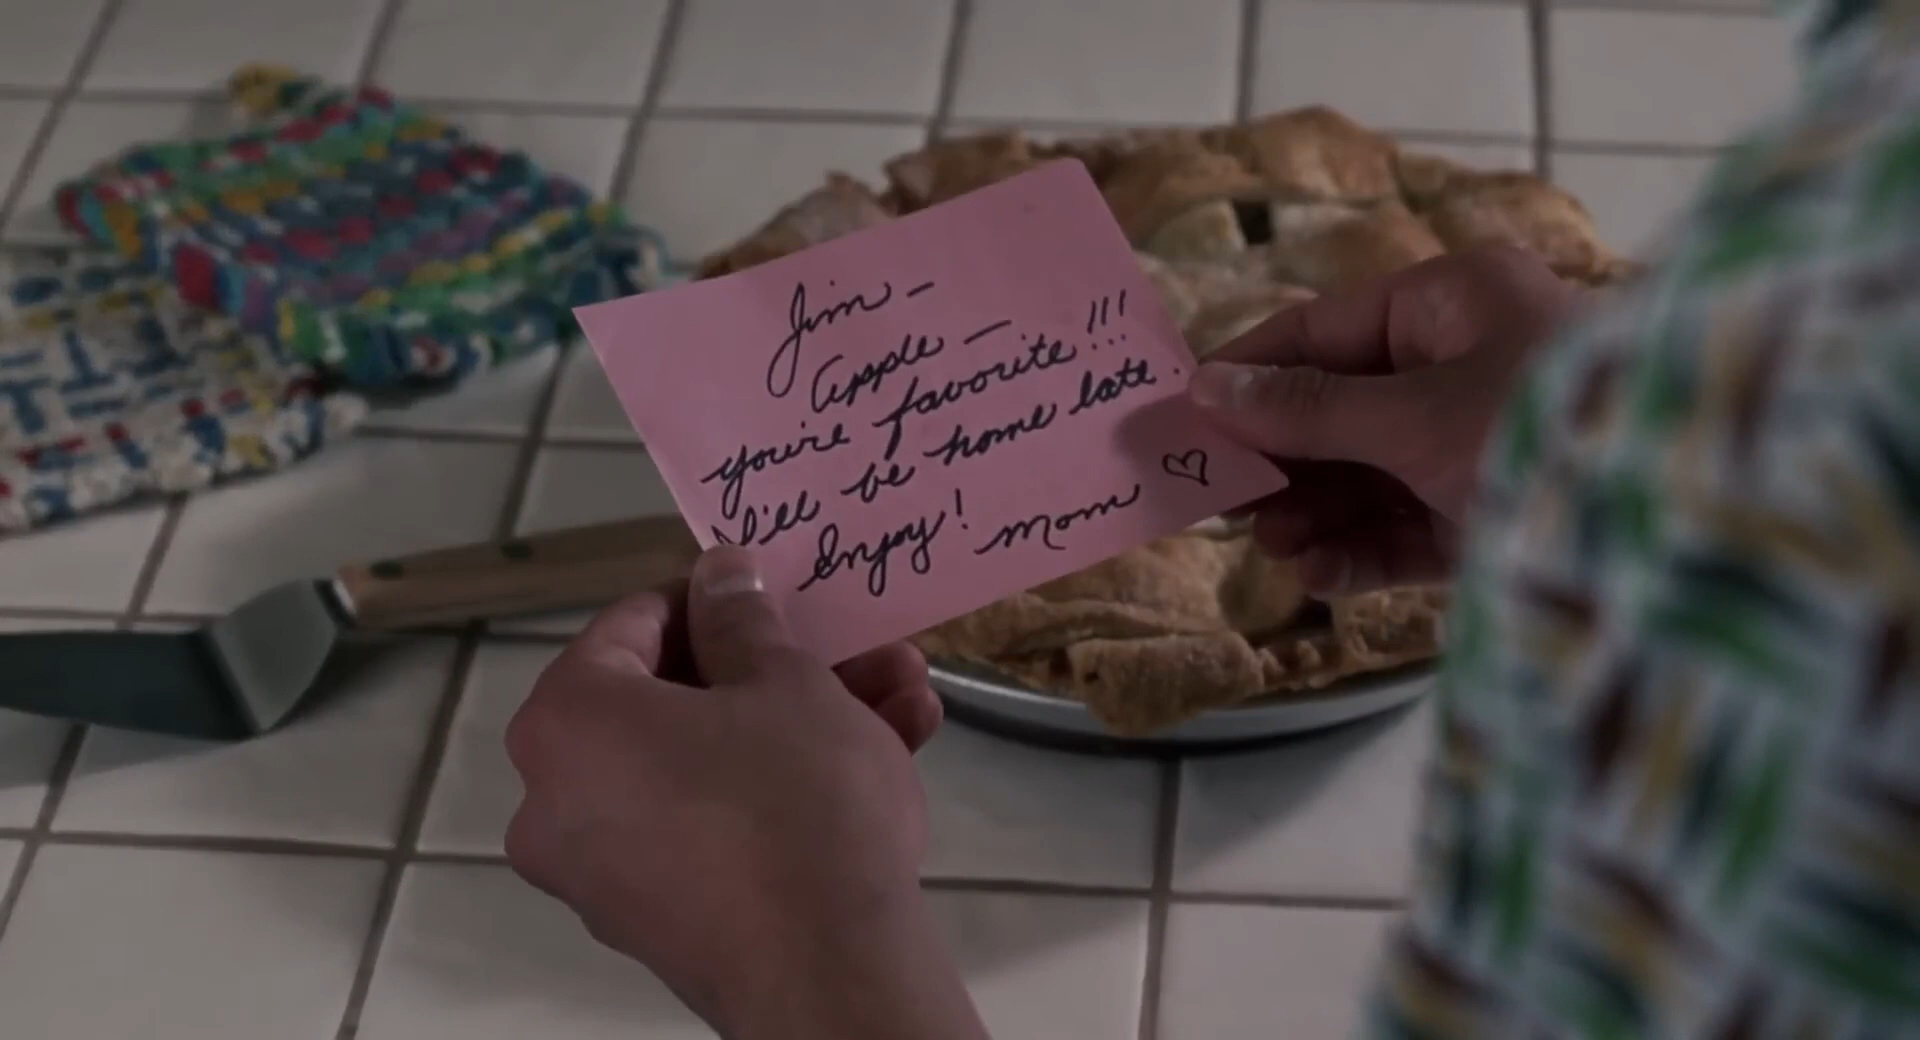 Jim –
Apple –
you're favorite!!!
I'll be home late.
Enjoy! Mom ♡